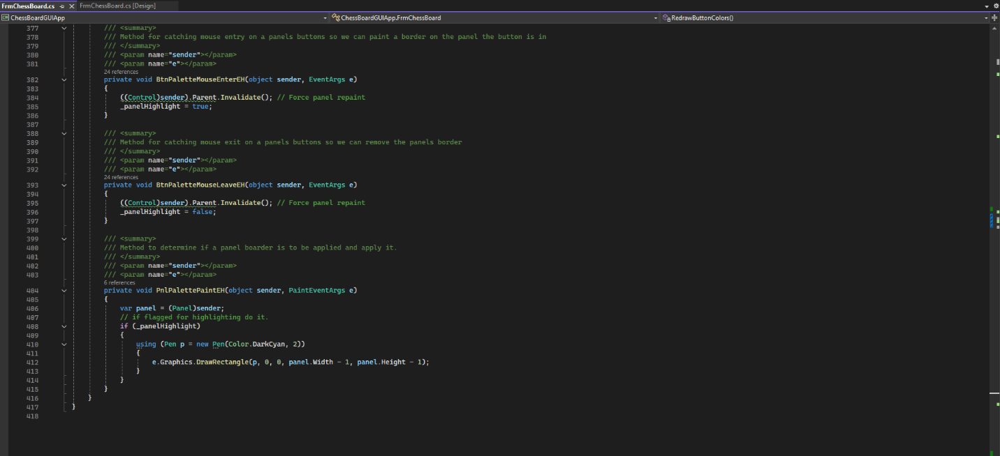 FrmChessBoard.cs
FrmChessBoard.cs [Design]
ChessBoardGUIApp
ChessBoardGUIApp.FrmChessBoard
RedrawButtonColors()
377 /// <summary>
378 /// Method for catching mouse entry on a panels buttons so we can paint a border on the panel the button is in
379 /// </summary>
380 /// <param name="sender"></param>
381 /// <param name="e"></param>
24 references
382 private void BtnPaletteMouseEnterEH(object sender, EventArgs e)
383 {
384 ((Control)sender).Parent.Invalidate(); // Force panel repaint
385 _panelHighlight = true;
386 }
387
388 /// <summary>
389 /// Method for catching mouse exit on a panels buttons so we can remove the panels border
390 /// </summary>
391 /// <param name="sender"></param>
392 /// <param name="e"></param>
24 references
393 private void BtnPaletteMouseLeaveEH(object sender, EventArgs e)
394 {
395 ((Control)sender).Parent.Invalidate(); // Force panel repaint
396 _panelHighlight = false;
397 }
398
399 /// <summary>
400 /// Method to determine if a panel boarder is to be applied and apply it.
401 /// </summary>
402 /// <param name="sender"></param>
403 /// <param name="e"></param>
6 references
404 private void PnlPalettePaintEH(object sender, PaintEventArgs e)
405 {
406 var panel = (Panel)sender;
407 // if flagged for highlighting do it.
408 if (_panelHighlight)
409 {
410 using (Pen p = new Pen(Color.DarkCyan, 2))
411 {
412 e.Graphics.DrawRectangle(p, 0, 0, panel.Width - 1, panel.Height - 1);
413 }
414 }
415 }
416 }
417 }
418